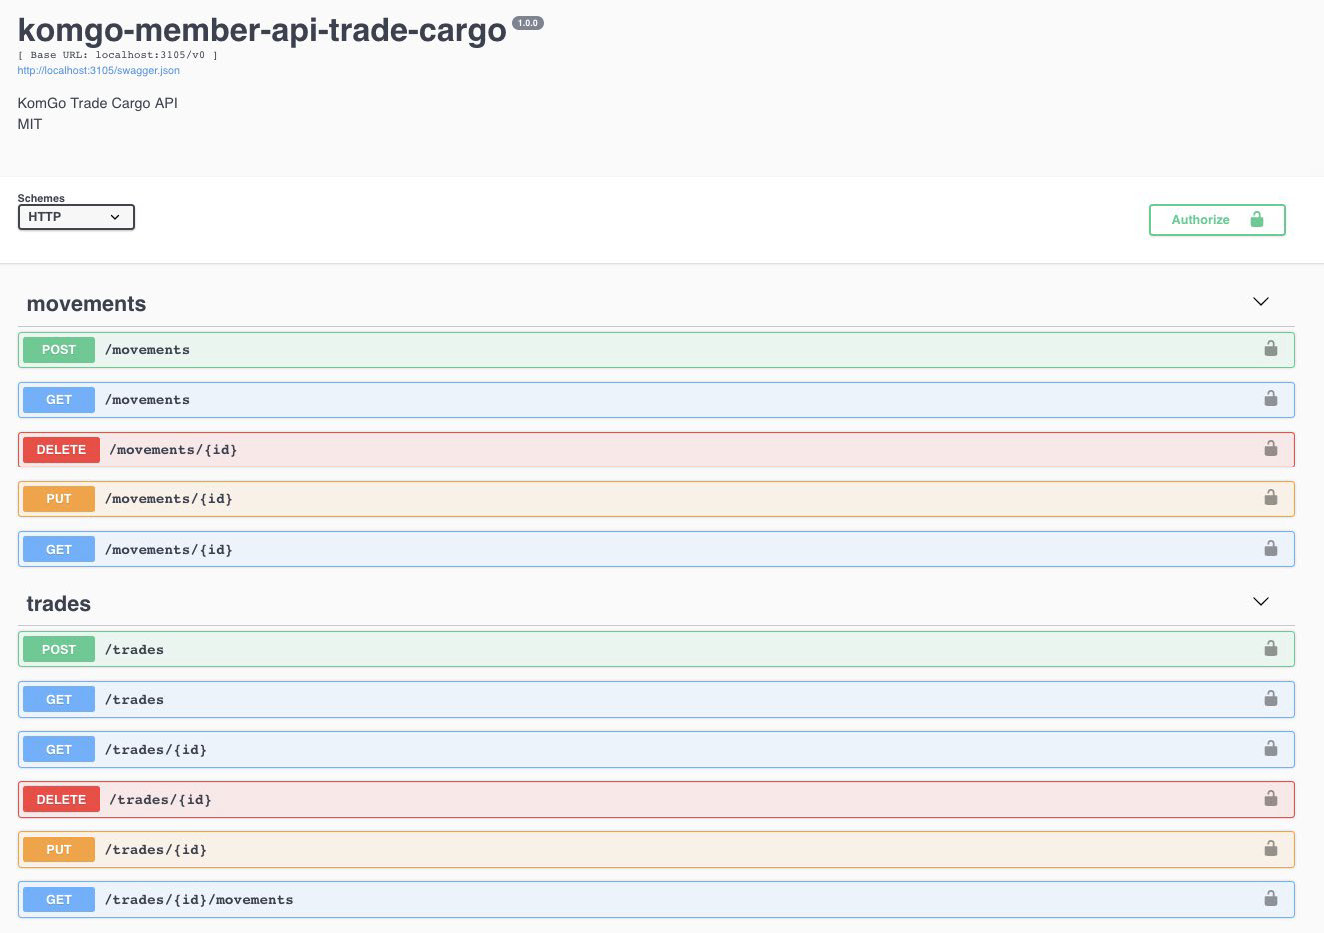 komgo-member-api-trade-cargo 1.0.0
[ Base URL: localhost:3105/v0 ]
http://localhost:3105/swagger.json
KomGo Trade Cargo API
MIT
Schemes
HTTP
Authorize
movements
POST /movements
GET /movements
DELETE /movements/{id}
PUT /movements/{id}
GET /movements/{id}
trades
POST /trades
GET /trades
GET /trades/{id}
DELETE /trades/{id}
PUT /trades/{id}
GET /trades/{id}/movements